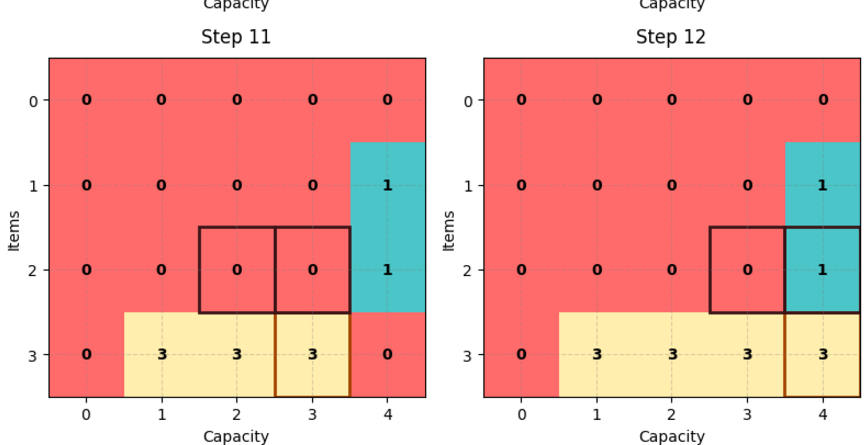 Capacity Capacity
Step 11 Step 12
0 0 0 0 0 0 0 0 0 0 0 0
1 0 0 0 0 1 1 0 0 0 0 1
Items Items
2 0 0 0 0 1 2 0 0 0 0 1
3 0 3 3 3 0 3 0 3 3 3 3
0 1 2 3 4 0 1 2 3 4
Capacity Capacity